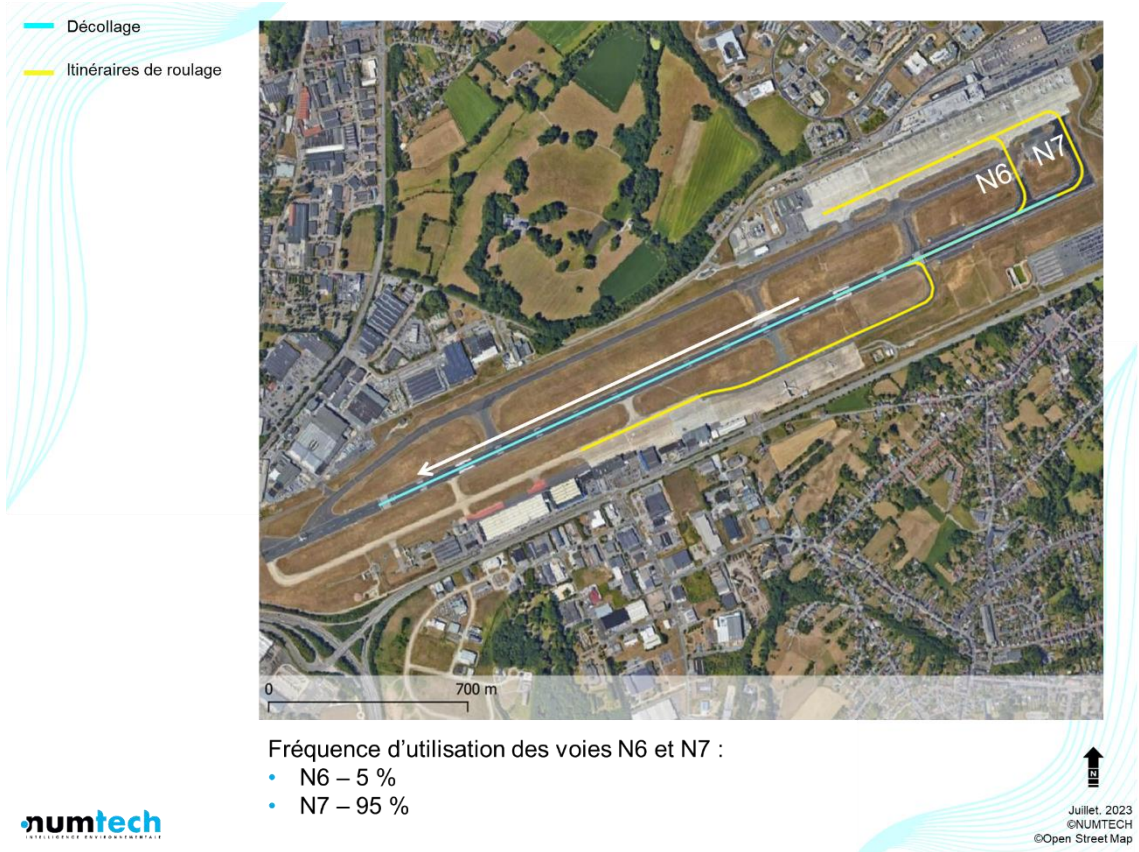 Décollage
Itinéraires de roulage
N6
N7
0 700 m
Fréquence d’utilisation des voies N6 et N7 :
• N6 – 5 %
• N7 – 95 %
N
numtech
INTELLIGENCE ENVIRONNEMENTALE
Juillet. 2023
©NUMTECH
©Open Street Map